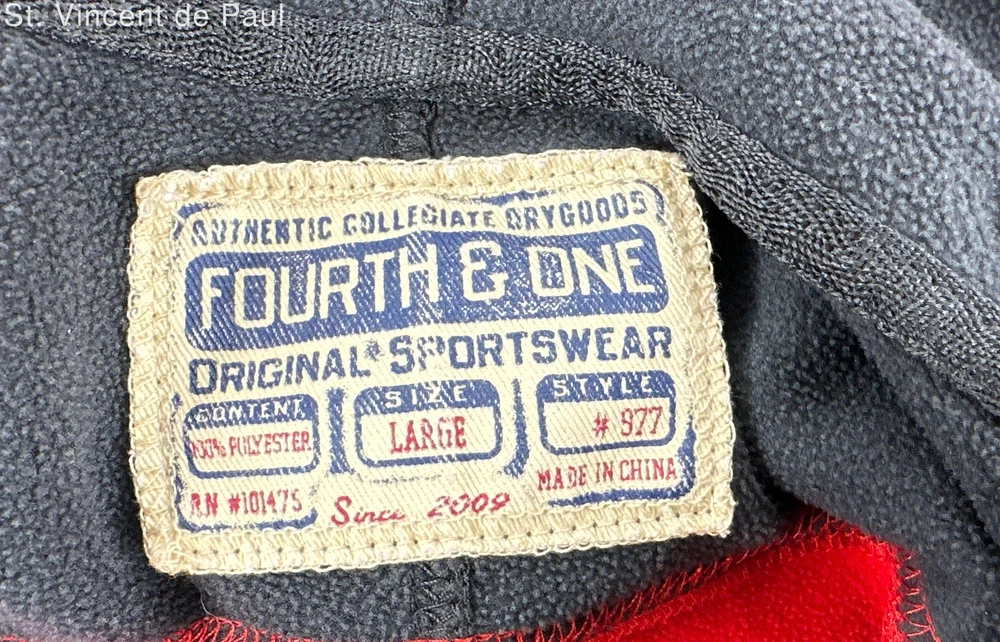 St. Vincent de Paul
AUTHENTIC COLLEGIATE DRYGOODS
FOURTH & ONE
ORIGINAL SPORTSWEAR
CONTENT
100% POLYESTER
SIZE
LARGE
STYLE
# 977
RN #101475
Since 2009
MADE IN CHINA